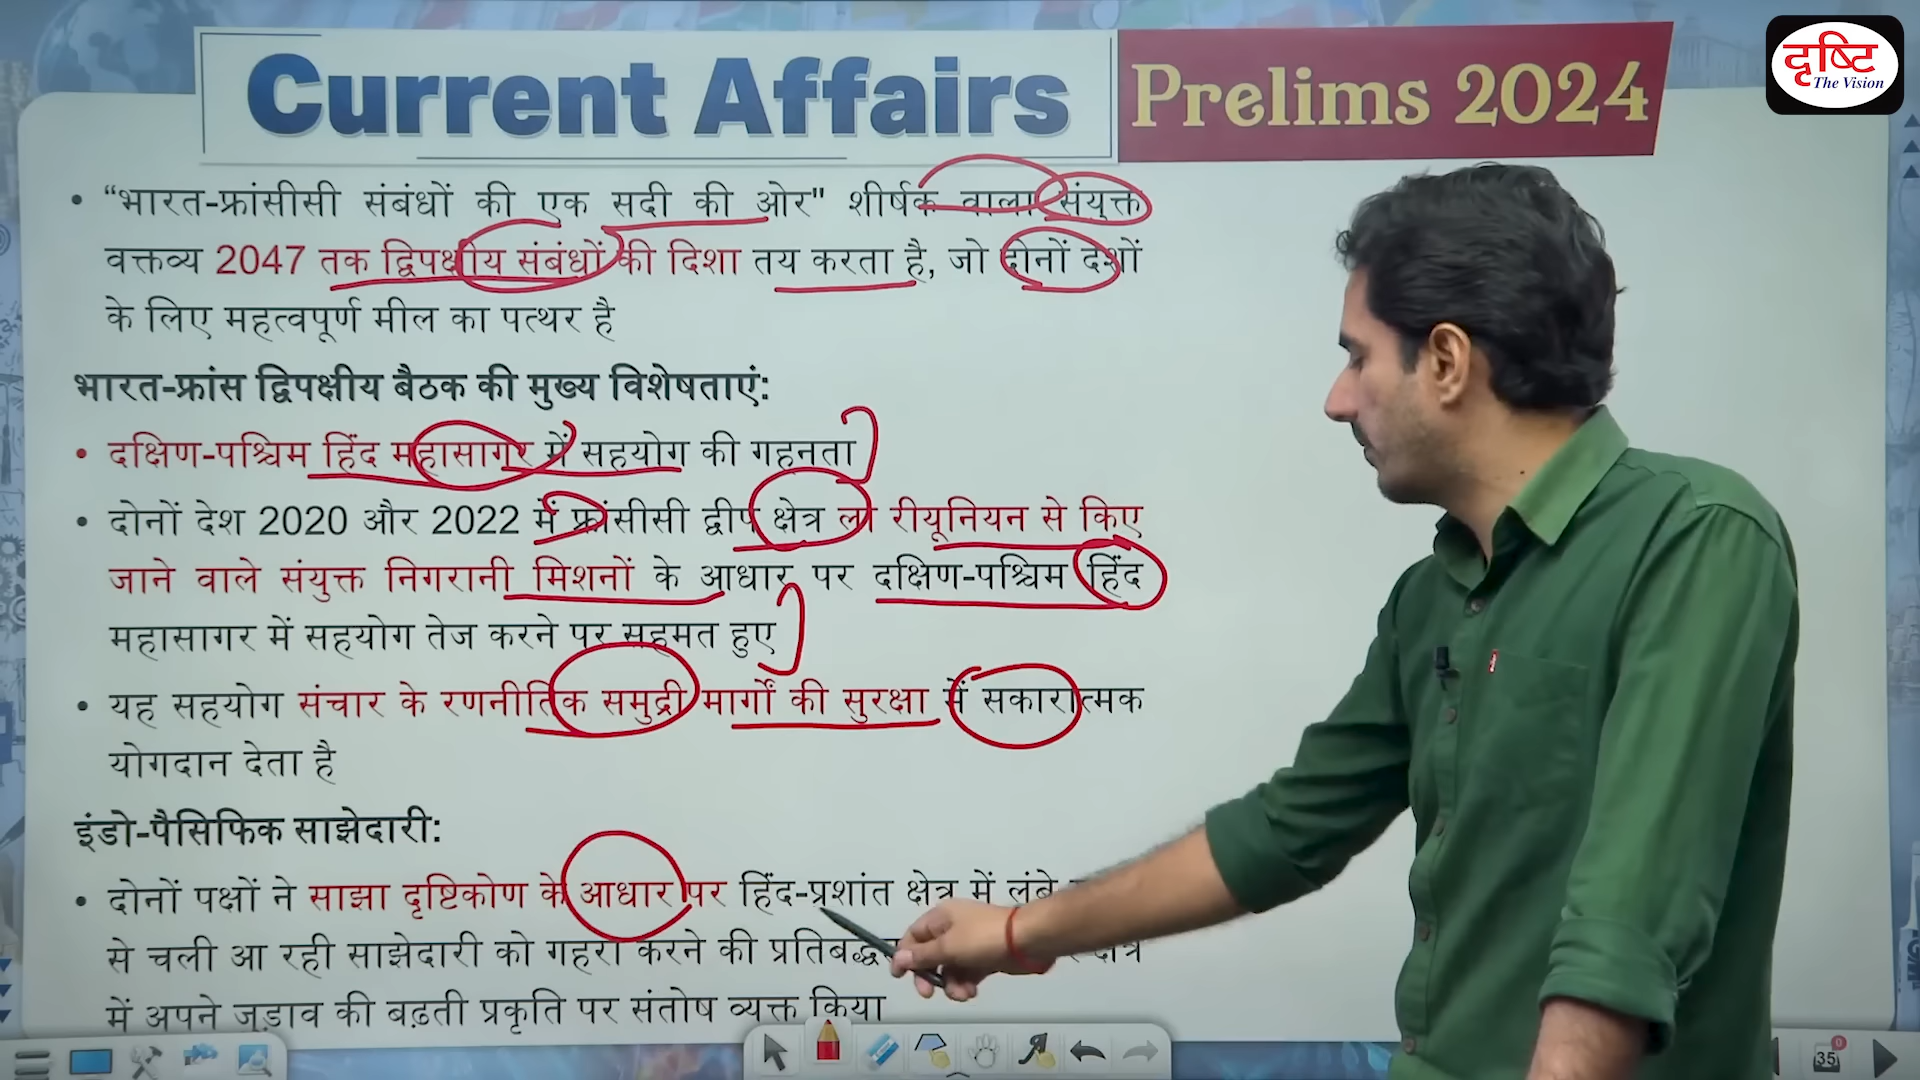 Current Affairs
Prelims 2024
दृष्टि
The Vision
• “भारत-फ्रांसीसी संबंधों की एक सदी की ओर" शीर्षक वाला संयुक्त
वक्तव्य 2047 तक द्विपक्षीय संबंधों की दिशा तय करता है, जो दोनों देशों
के लिए महत्वपूर्ण मील का पत्थर है
भारत-फ्रांस द्विपक्षीय बैठक की मुख्य विशेषताएं:
• दक्षिण-पश्चिम हिंद महासागर में सहयोग की गहनता
• दोनों देश 2020 और 2022 में फ्रांसीसी द्वीप क्षेत्र ला रीयूनियन से किए
जाने वाले संयुक्त निगरानी मिशनों के आधार पर दक्षिण-पश्चिम हिंद
महासागर में सहयोग तेज करने पर सहमत हुए
• यह सहयोग संचार के रणनीतिक समुद्री मार्गों की सुरक्षा में सकारात्मक
योगदान देता है
इंडो-पैसिफिक साझेदारी:
• दोनों पक्षों ने साझा दृष्टिकोण के आधार पर हिंद-प्रशांत क्षेत्र में लंबे
से चली आ रही साझेदारी को गहरा करने की
में अपने जुड़ाव की बढ़ती प्रकृति पर संतोष व्यक्त किया
35